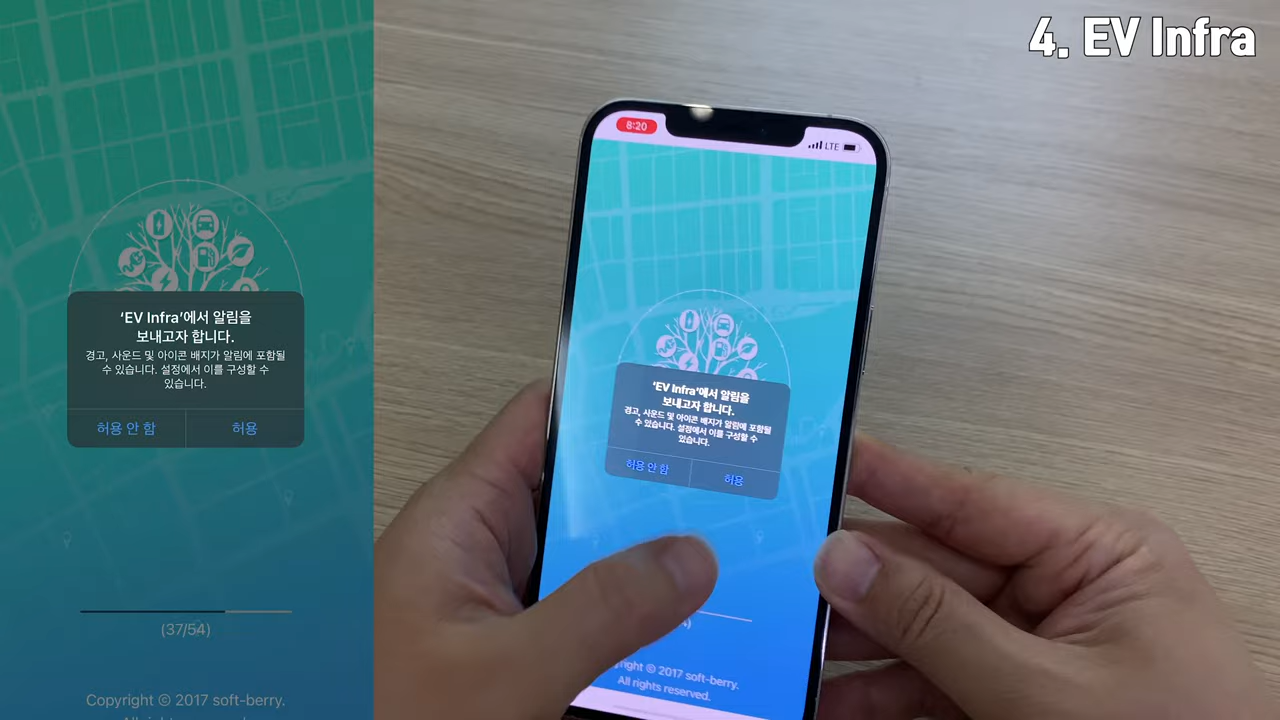 4. EV Infra
‘EV Infra’에서 알림을
보내고자 합니다.
경고, 사운드 및 아이콘 배지가 알림에 포함될
수 있습니다. 설정에서 이를 구성할 수
있습니다.
허용 안 함
허용
(37/54)
Copyright © 2017 soft-berry.
8:20
LTE
‘EV Infra’에서 알림을
보내고자 합니다.
경고, 사운드 및 아이콘 배지가 알림에 포함될
수 있습니다. 설정에서 이를 구성할 수
있습니다.
허용 안 함
허용
© 2017 soft-berry.
All rights reserved.